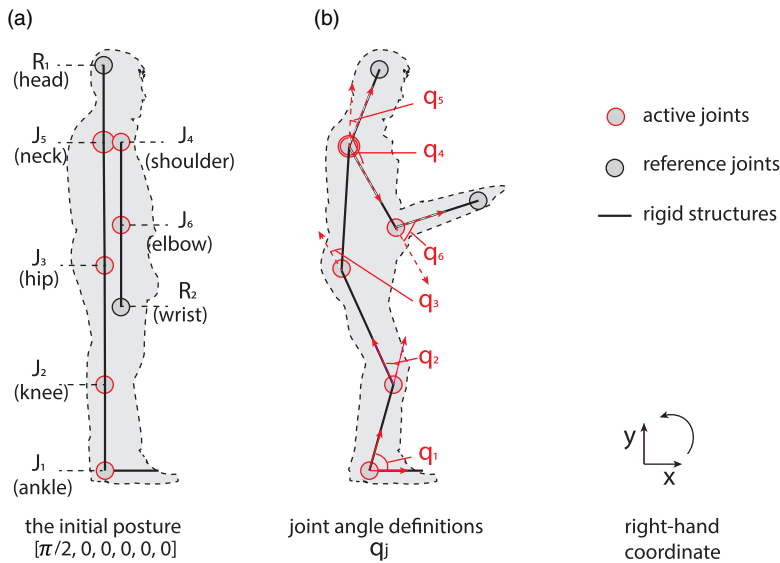 (a)
R₁
(head)
J₅
(neck)
J₄
(shoulder)
J₆
(elbow)
J₃
(hip)
R₂
(wrist)
J₂
(knee)
J₁
(ankle)
the initial posture
[π/2, 0, 0, 0, 0, 0]
(b)
q₅
q₄
q₆
q₃
q₂
q₁
joint angle definitions
qj
active joints
reference joints
rigid structures
y
x
right-hand
coordinate